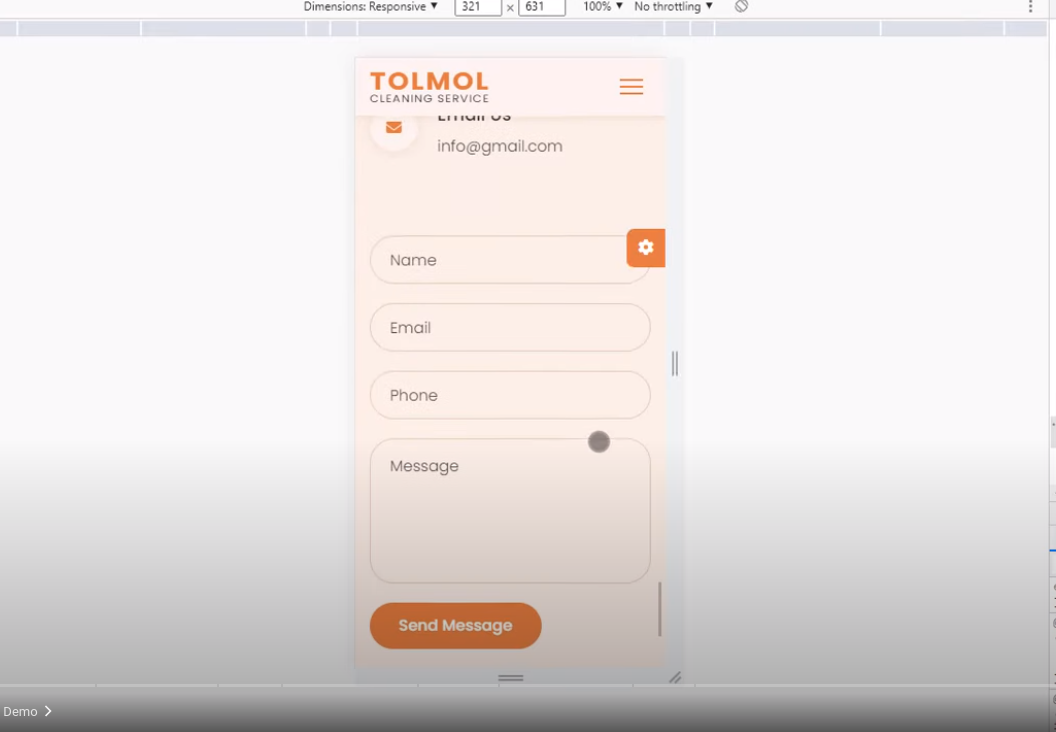 Dimensions: Responsive ▼ 321 × 631 100% ▼ No throttling ▼
TOLMOL
CLEANING SERVICE
Email Us
info@gmail.com
Name
Email
Phone
Message
Send Message
Demo